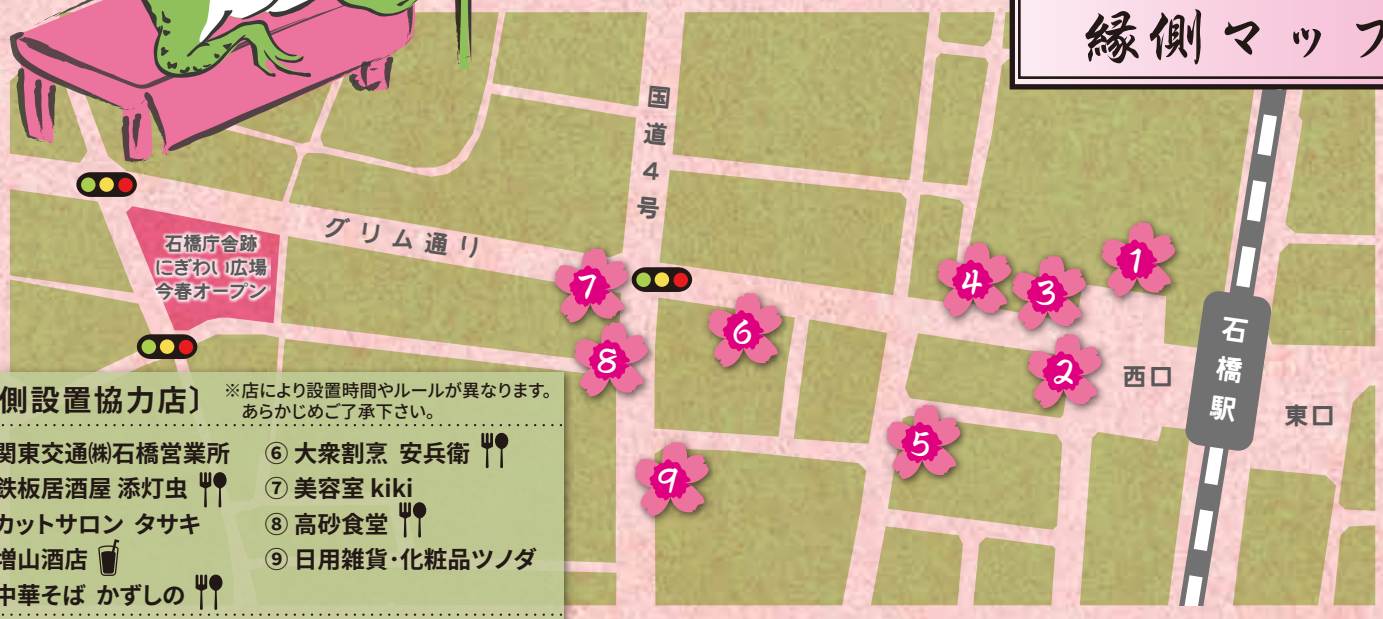 縁側マップ
国道4号
グリム通り
石橋庁舎跡
にぎわい広場
今春オープン
7
8
6
4
3
1
2
5
9
西口
石橋駅
東口
側設置協力店〕
※店により設置時間やルールが異なります。
あらかじめご了承下さい。
関東交通㈱石橋営業所
鉄板居酒屋 添灯虫
カットサロン タサキ
増山酒店
中華そば かずしの
⑥ 大衆割烹 安兵衛
⑦ 美容室 kiki
⑧ 高砂食堂
⑨ 日用雑貨・化粧品ツノダ